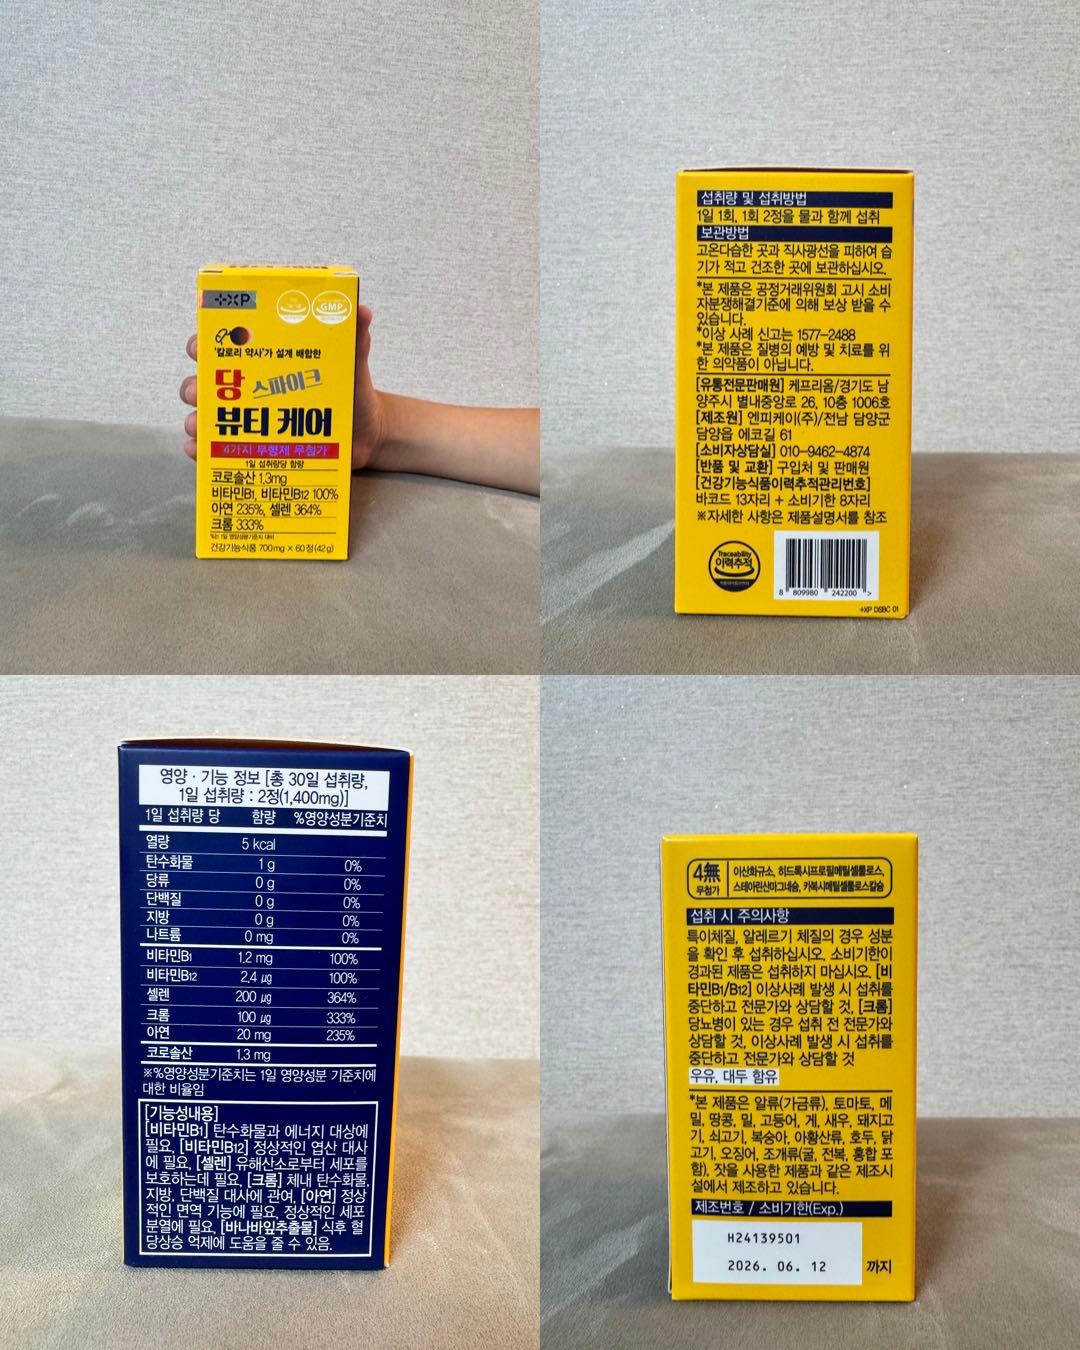 +XP
GMP
'칼로리 약사'가 설계 배합한
당 스파이크
뷰티 케어
4가지 부형제 무첨가
1일 섭취량당 함량
코로솔산 1.3mg
비타민B1, 비타민B12 100%
아연 235%, 셀렌 364%
크롬 333%
%는 1일 영양성분기준치 대비
건강기능식품 700mg × 60정(42g)
섭취량 및 섭취방법
1일 1회, 1회 2정을 물과 함께 섭취
보관방법
고온다습한 곳과 직사광선을 피하여 습
기가 적고 건조한 곳에 보관하십시오.
*본 제품은 공정거래위원회 고시 소비
자분쟁해결기준에 의해 보상 받을 수
있습니다.
*이상 사례 신고는 1577-2488
*본 제품은 질병의 예방 및 치료를 위
한 의약품이 아닙니다.
[유통전문판매원] 케프리옴/경기도 남
양주시 별내중앙로 26, 10층 1006호
[제조원] 엔피케이(주)/전남 담양군
담양읍 에코길 61
[소비자상담실] 010-9462-4874
[반품 및 교환] 구입처 및 판매원
[건강기능식품이력추적관리번호]
바코드 13자리 + 소비기한 8자리
※자세한 사항은 제품설명서를 참조
Traceability
이력추적
8 809980 242200 >
+XP DSBC 01
영양·기능 정보 [총 30일 섭취량,
1일 섭취량 : 2정(1,400mg)]
1일 섭취량 당 함량 %영양성분기준치
열량 5 kcal
탄수화물 1 g 0%
당류 0 g 0%
단백질 0 g 0%
지방 0 g 0%
나트륨 0 mg 0%
비타민B1 1.2 mg 100%
비타민B12 2.4 μg 100%
셀렌 200 μg 364%
크롬 100 μg 333%
아연 20 mg 235%
코로솔산 1.3 mg
※%영양성분기준치는 1일 영양성분 기준치에
대한 비율임
[기능성내용]
[비타민B1] 탄수화물과 에너지 대상에
필요, [비타민B12] 정상적인 엽산 대사
에 필요, [셀렌] 유해산소로부터 세포를
보호하는데 필요, [크롬] 체내 탄수화물,
지방, 단백질 대사에 관여, [아연] 정상
적인 면역 기능에 필요, 정상적인 세포
분열에 필요, [바나바잎추출물] 식후 혈
당상승 억제에 도움을 줄 수 있음.
4無 무첨가
이산화규소, 히드록시프로필메틸셀룰로스,
스테아린산마그네슘, 카복시메틸셀룰로스칼슘
섭취 시 주의사항
특이체질, 알레르기 체질의 경우 성분
을 확인 후 섭취하십시오. 소비기한이
경과된 제품은 섭취하지 마십시오. [비
타민B1/B12] 이상사례 발생 시 섭취를
중단하고 전문가와 상담할 것, [크롬]
당뇨병이 있는 경우 섭취 전 전문가와
상담할 것, 이상사례 발생 시 섭취를
중단하고 전문가와 상담할 것
우유, 대두 함유
*본 제품은 알류(가금류), 토마토, 메
밀, 땅콩, 밀, 고등어, 게, 새우, 돼지고
기, 쇠고기, 복숭아, 아황산류, 호두, 닭
고기, 오징어, 조개류(굴, 전복, 홍합 포
함), 잣을 사용한 제품과 같은 제조시
설에서 제조하고 있습니다.
제조번호 / 소비기한(Exp.)
H24139501
2026. 06. 12 까지